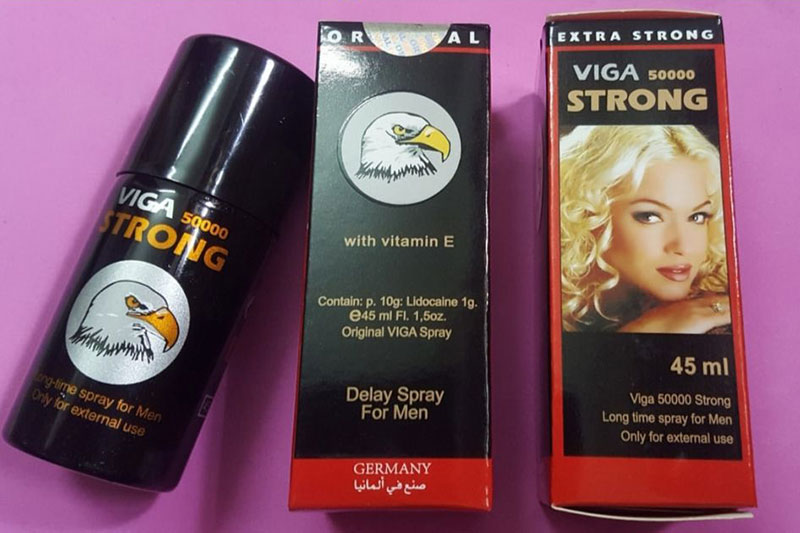 VIGA 50000
STRONG
Long-time spray for Men
Only for external use
ORIGINAL
with vitamin E
Contain: p. 10g: Lidocaine 1g.
℮45 ml Fl. 1,5oz.
Original VIGA Spray
Delay Spray
For Men
GERMANY
صنع في ألمانيا
EXTRA STRONG
VIGA 50000
STRONG
45 ml
Viga 50000 Strong
Long time spray for Men
Only for external use